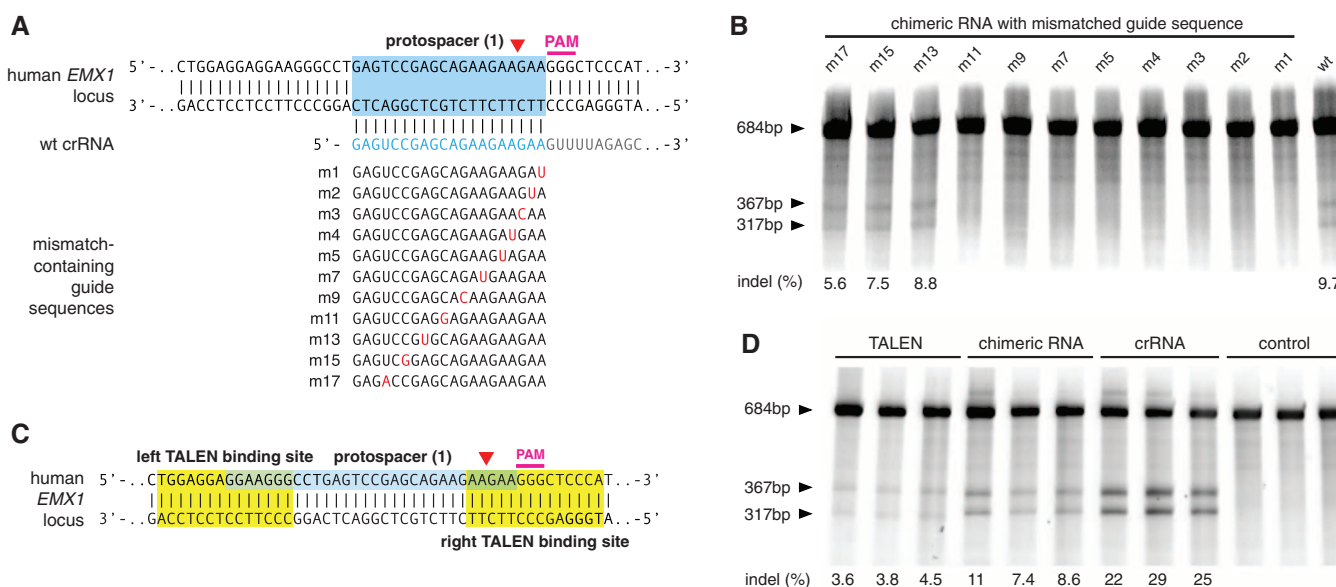 A
protospacer (1) PAM
human EMX1 locus
5'-..CTGGAGGAGGAAGGGCCTGAGTCCGAGCAGAAGAAGAAGGGCTCCCAT..-3'
3'-..GACCTCCTCCTTCCCGGACTCAGGCTCGTCTTCTTCTTCCCGAGGGTA..-5'
wt crRNA 5'- GAGUCCGAGCAGAAGAAGAAGUUUUAGAGC..-3'
mismatch-containing guide sequences
m1 GAGUCCGAGCAGAAGAAGAU
m2 GAGUCCGAGCAGAAGAAGUA
m3 GAGUCCGAGCAGAAGAACAA
m4 GAGUCCGAGCAGAAGAUGAA
m5 GAGUCCGAGCAGAAGUAGAA
m7 GAGUCCGAGCAGAUGAAGAA
m9 GAGUCCGAGCACAAGAAGAA
m11 GAGUCCGAGGAGAAGAAGAA
m13 GAGUCCGUGCAGAAGAAGAA
m15 GAGUCGGAGCAGAAGAAGAA
m17 GAGACCGAGCAGAAGAAGAA
B
chimeric RNA with mismatched guide sequence
m17 m15 m13 m11 m9 m7 m5 m4 m3 m2 m1 wt
684bp
367bp
317bp
indel (%) 5.6 7.5 8.8 9.7
C
left TALEN binding site protospacer (1) PAM
human EMX1 locus
5'-..CTGGAGGAGGAAGGGCCTGAGTCCGAGCAGAAGAAGAAGGGCTCCCAT..-3'
3'-..GACCTCCTCCTTCCCGGACTCAGGCTCGTCTTCTTCTTCCCGAGGGTA..-5'
right TALEN binding site
D
TALEN chimeric RNA crRNA control
684bp
367bp
317bp
indel (%) 3.6 3.8 4.5 11 7.4 8.6 22 29 25